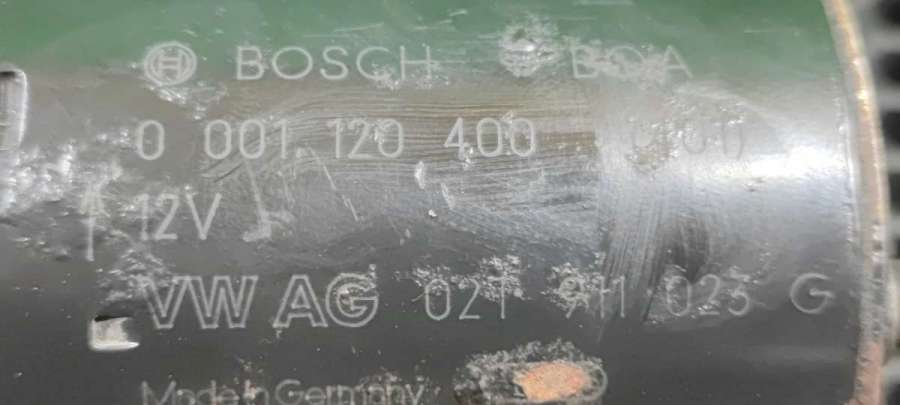 BOSCH BOA
0 001 120 400
12V
VW AG 021 911 023 G
Made in Germany